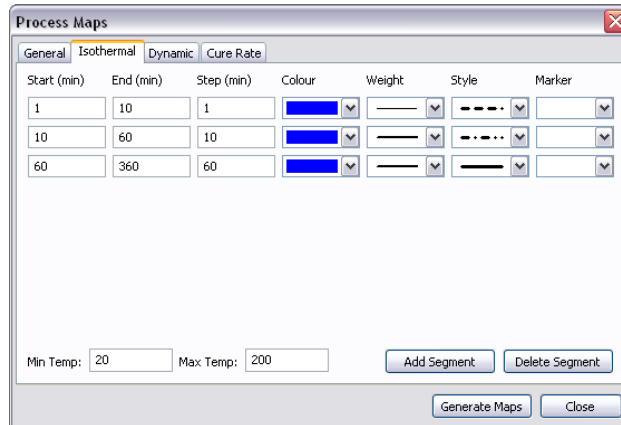 Process Maps
General Isothermal Dynamic Cure Rate
Start (min) End (min) Step (min) Colour Weight Style Marker
1 10 1
10 60 10
60 360 60
Min Temp: 20 Max Temp: 200 Add Segment Delete Segment
Generate Maps Close